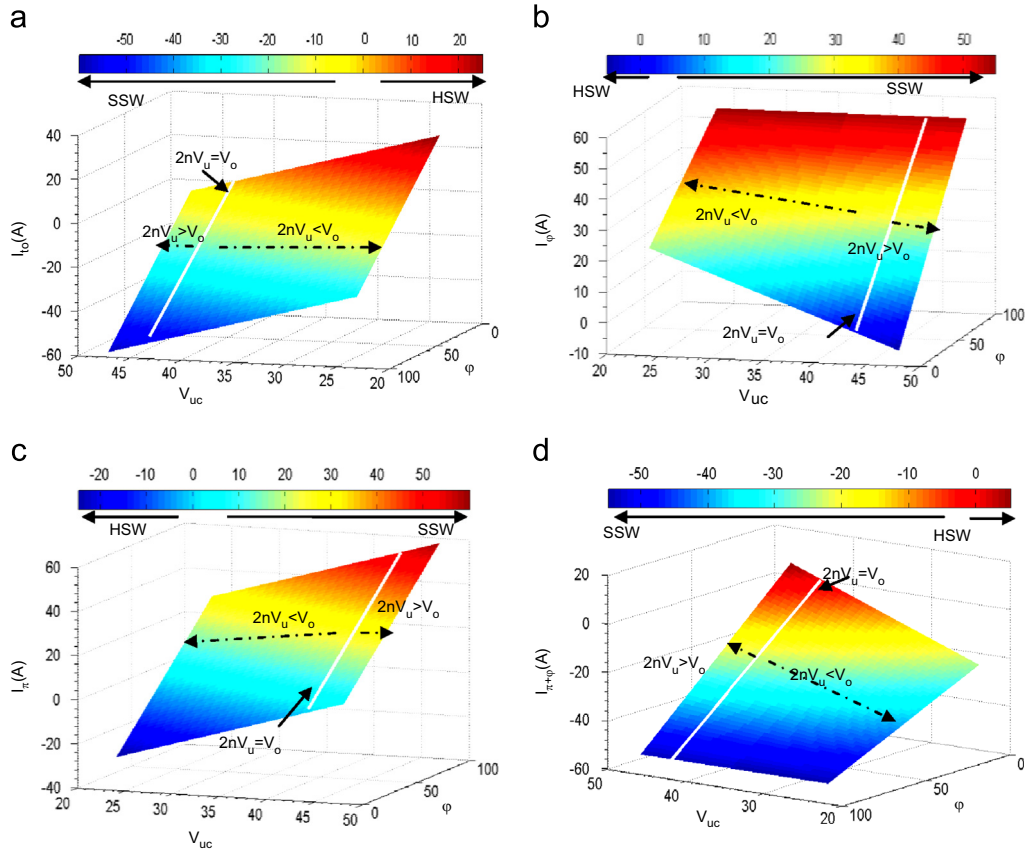 a
-50 -40 -30 -20 -10 0 10 20
SSW
HSW
40
20
0
-20
-40
-60
I_to(A)
2nV_u=V_o
2nV_u>V_o
2nV_u<V_o
50 45 40 35 30 25 20
V_uc
0
50
100
φ
b
0 10 20 30 40 50
HSW
SSW
60
50
40
30
20
10
0
-10
I_φ(A)
2nV_u<V_o
2nV_u>V_o
2nV_u=V_o
20 25 30 35 40 45 50
V_uc
100
50
0
φ
c
-20 -10 0 10 20 30 40 50
HSW
SSW
60
40
20
0
-20
-40
I_π(A)
2nV_u<V_o
2nV_u>V_o
2nV_u=V_o
20 25 30 35 40 45 50
V_uc
100
50
0
φ
d
-50 -40 -30 -20 -10 0
SSW
HSW
20
0
-20
-40
-60
I_π+φ(A)
2nV_u=V_o
2nV_u>V_o
2nV_u<V_o
50 40 30 20
V_uc
0
50
100
φ